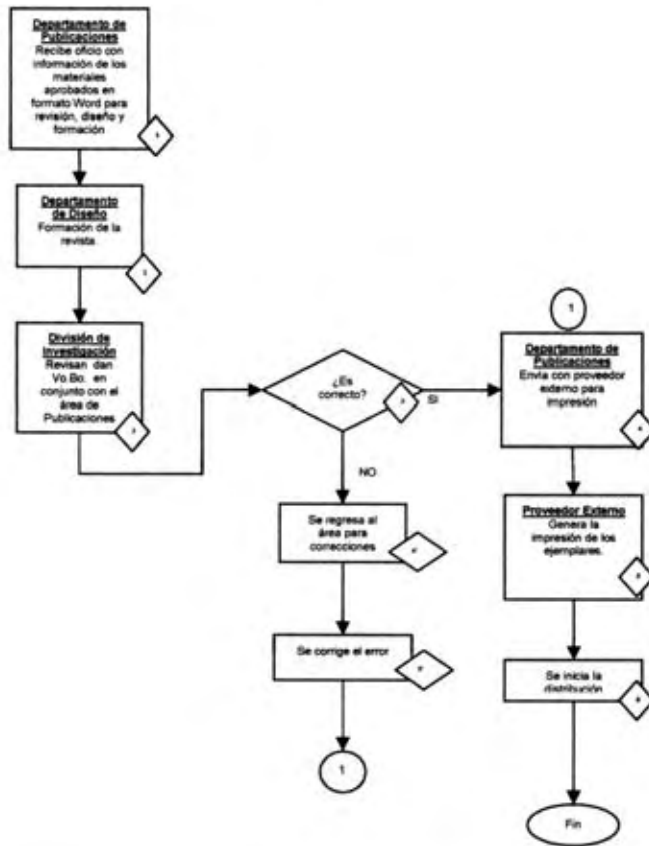 Departamento de
Publicaciones
Recibe oficio con
información de los
materiales
aprobados en
formato Word para
revisión, diseño y
formación
Departamento
de Diseño
Formación de la
revista.
División de
Investigación
Revisan dan
Vo.Bo. en
conjunto con el
área de
Publicaciones
¿Es
correcto?
SI
NO
Se regresa al
área para
correcciones
Se corrige el error
1
1
Departamento de
Publicaciones
Envía con proveedor
externo para
impresión
Proveedor Externo
Genera la
impresión de los
ejemplares.
Se inicia la
distribución
Fin